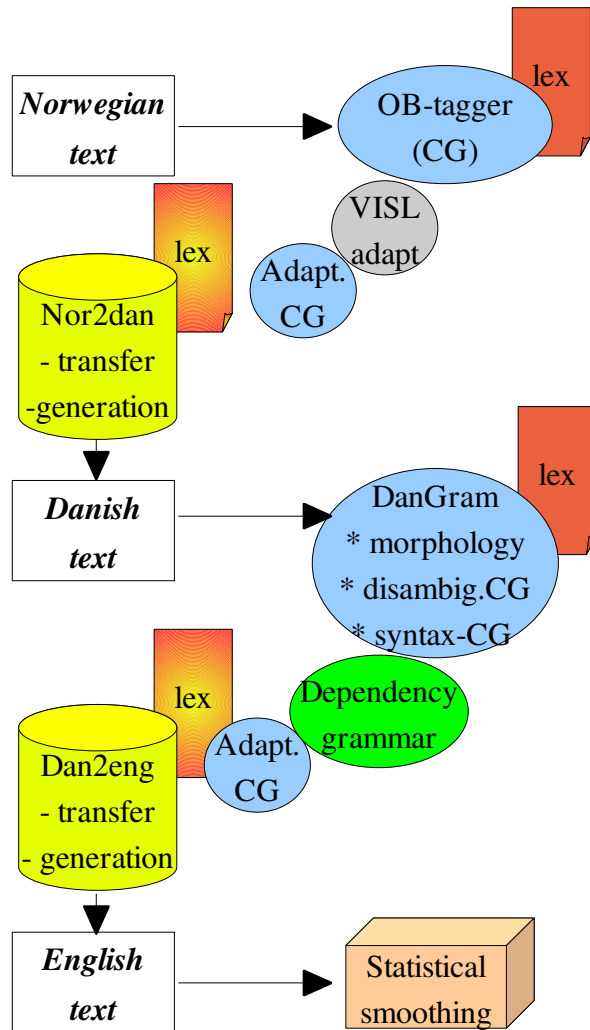 Norwegian
text
OB-tagger
(CG)
lex
VISL
adapt
Adapt.
CG
lex
Nor2dan
- transfer
-generation
Danish
text
DanGram
* morphology
* disambig.CG
* syntax-CG
lex
Dependency
grammar
Adapt.
CG
lex
Dan2eng
- transfer
- generation
English
text
Statistical
smoothing